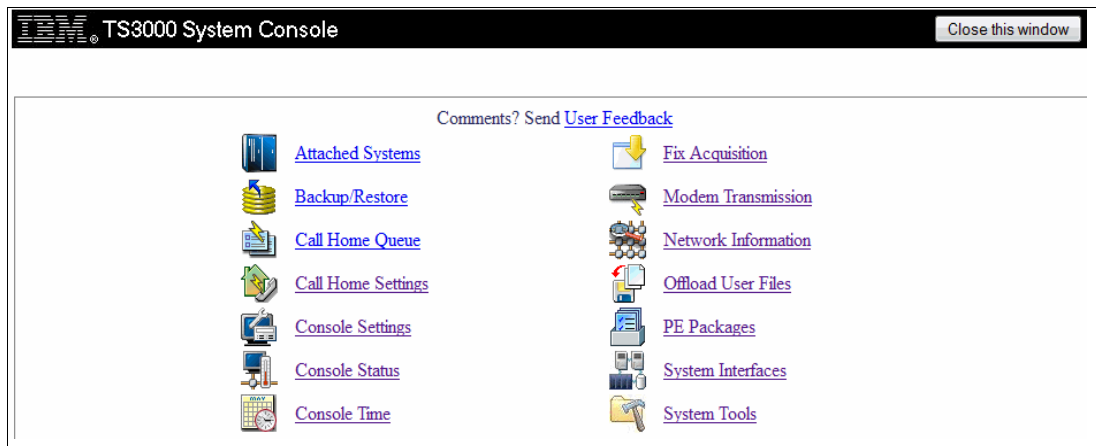 IBM® TS3000 System Console
Close this window
Comments? Send User Feedback
Attached Systems
Fix Acquisition
Backup/Restore
Modem Transmission
Call Home Queue
Network Information
Call Home Settings
Offload User Files
Console Settings
PE Packages
Console Status
System Interfaces
MAY
Console Time
System Tools